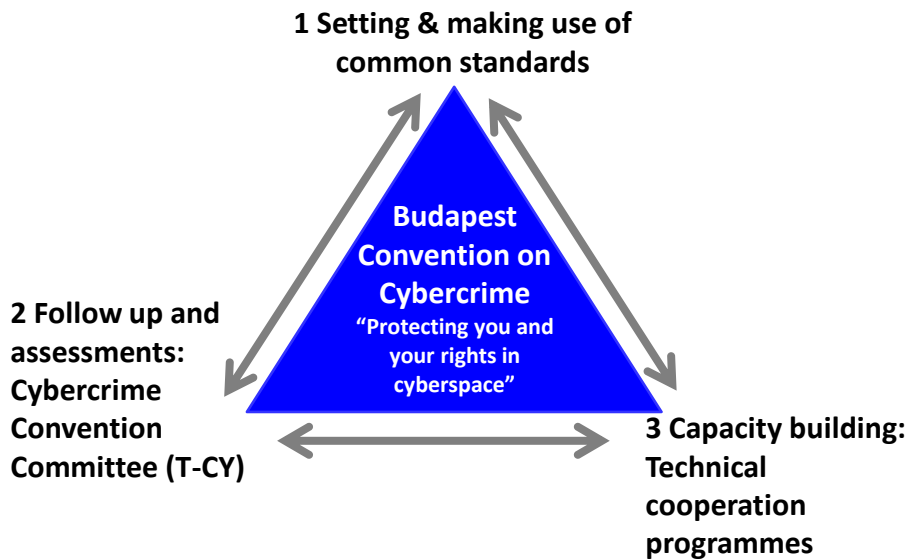 1 Setting & making use of
common standards
Budapest
Convention on
Cybercrime
“Protecting you and
your rights in
cyberspace”
2 Follow up and
assessments:
Cybercrime
Convention
Committee (T-CY)
3 Capacity building:
Technical
cooperation
programmes